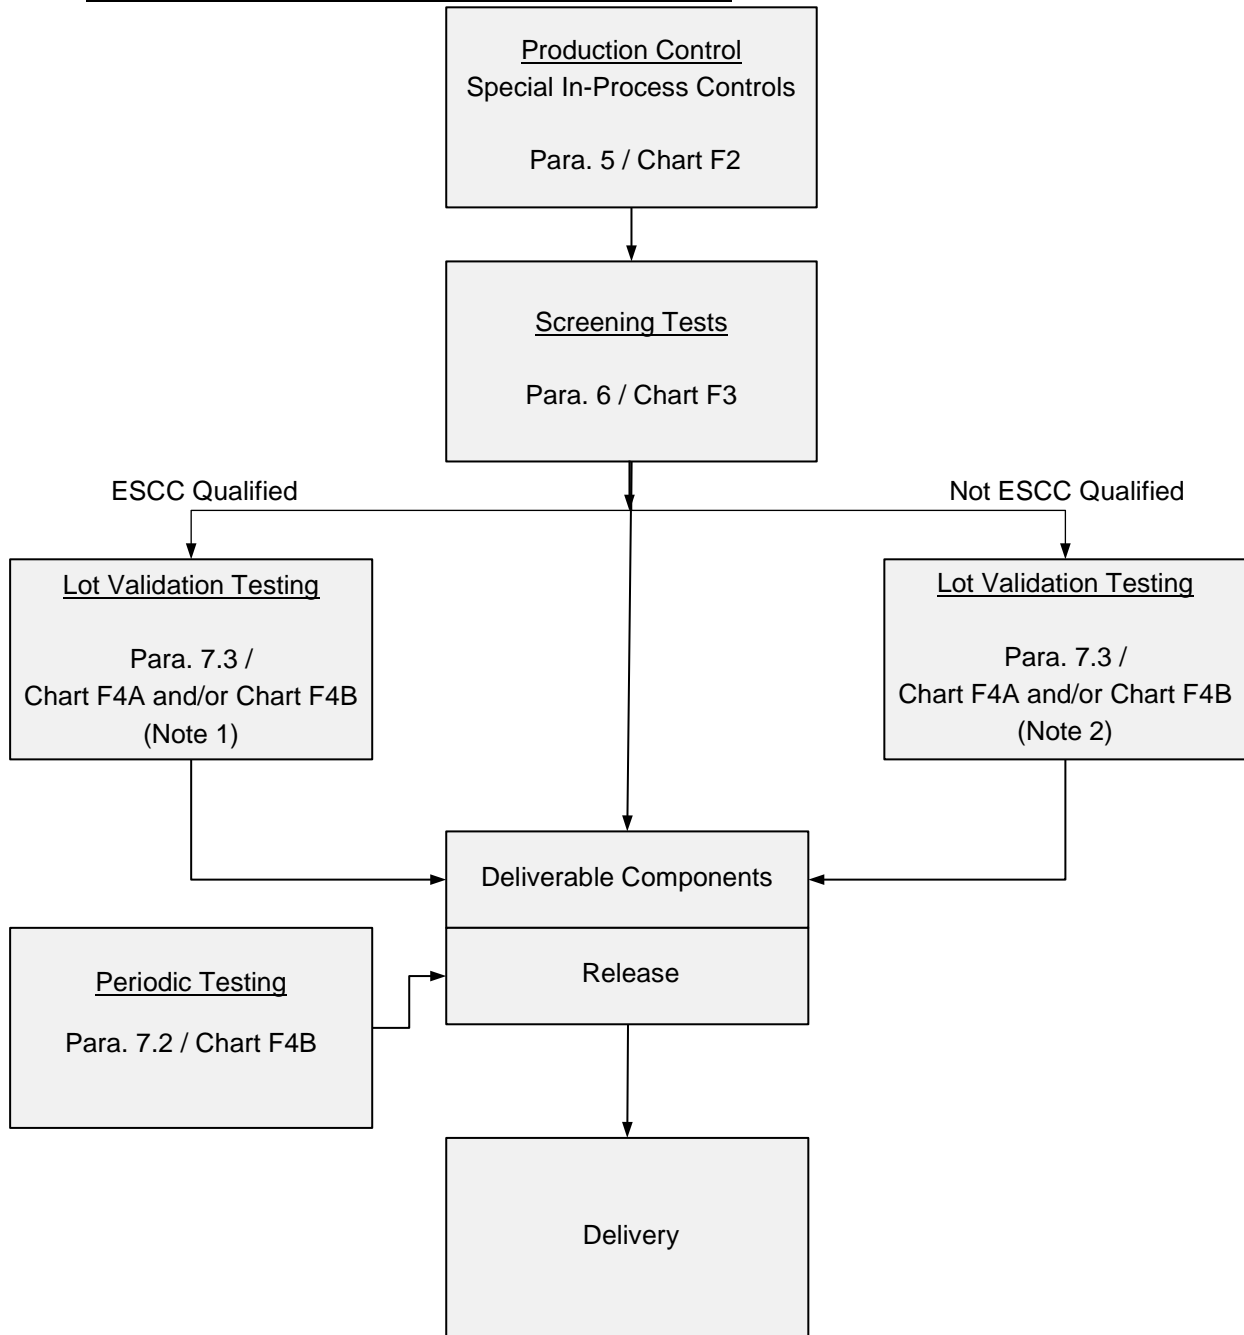 Production Control
Special In-Process Controls
Para. 5 / Chart F2
Screening Tests
Para. 6 / Chart F3
ESCC Qualified
Not ESCC Qualified
Lot Validation Testing
Para. 7.3 /
Chart F4A and/or Chart F4B
(Note 1)
Lot Validation Testing
Para. 7.3 /
Chart F4A and/or Chart F4B
(Note 2)
Deliverable Components
Release
Periodic Testing
Para. 7.2 / Chart F4B
Delivery